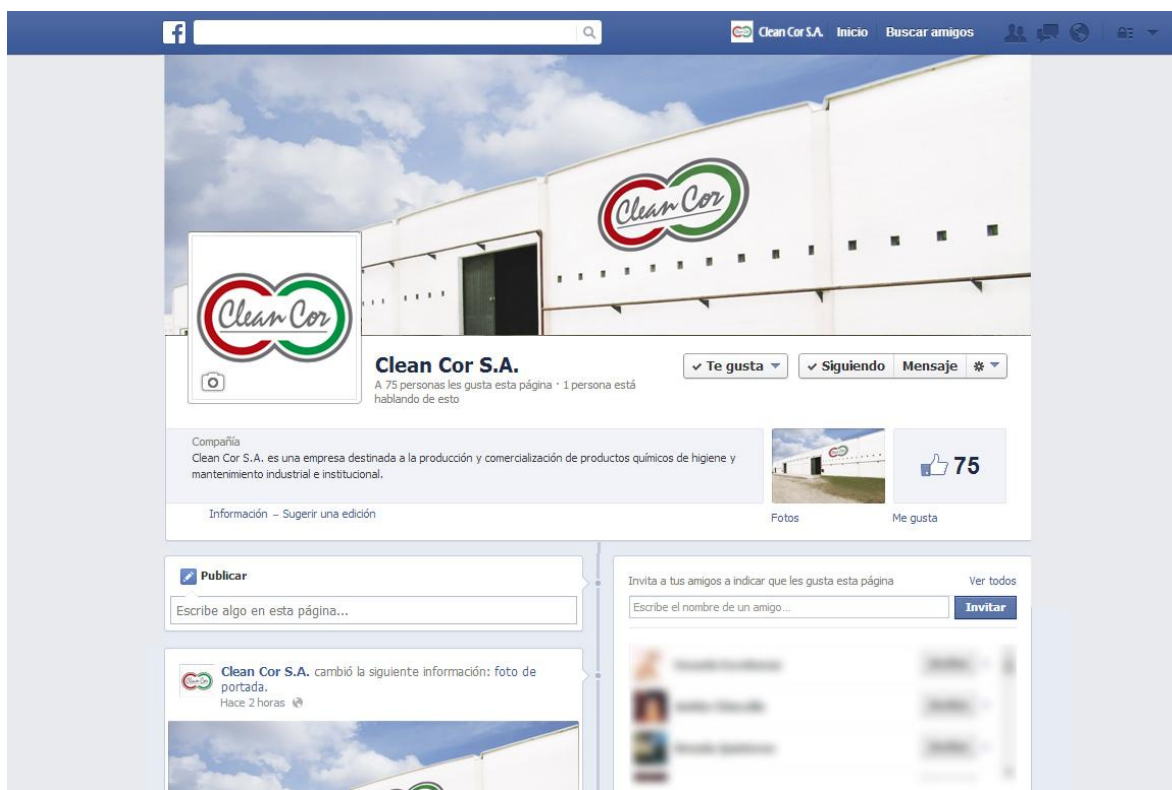 Clean Cor S.A. Inicio Buscar amigos
Clean Cor
Clean Cor
Clean Cor S.A.
A 75 personas les gusta esta página · 1 persona está
hablando de esto
✓ Te gusta
✓ Siguiendo Mensaje
Compañía
Clean Cor S.A. es una empresa destinada a la producción y comercialización de productos químicos de higiene y
mantenimiento industrial e institucional.
Información – Sugerir una edición
75
Fotos
Me gusta
Publicar
Escribe algo en esta página...
Clean Cor S.A. cambió la siguiente información: foto de
portada.
Hace 2 horas
Invita a tus amigos a indicar que les gusta esta página Ver todos
Escribe el nombre de un amigo... Invitar